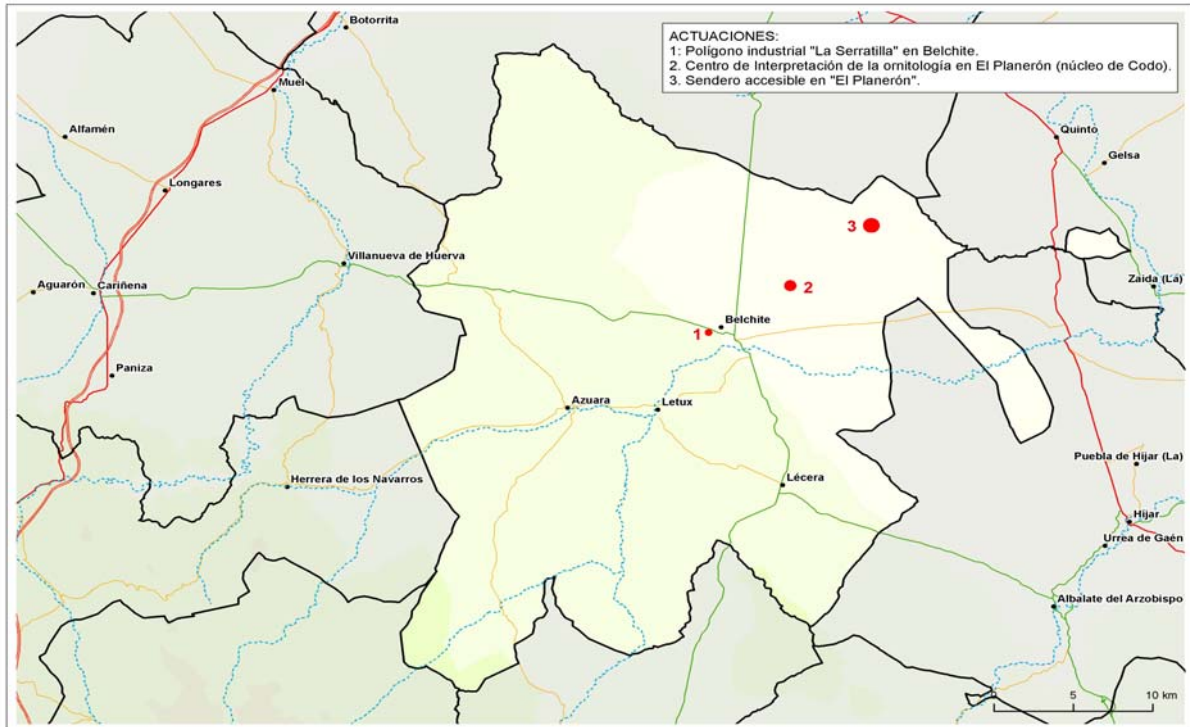 Botorrita
ACTUACIONES:
1: Polígono industrial "La Serratilla" en Belchite.
2. Centro de Interpretación de la ornitología en El Planerón (núcleo de Codo).
3. Sendero accesible en "El Planerón".
Muel
Alfamén
Quinto
Gelsa
Longares
3
Villanueva de Huerva
Zaida (La)
Aguarón
Cariñena
2
Belchite
1
Paniza
Azuara
Letux
Puebla de Híjar (La)
Herrera de los Navarros
Lécera
Híjar
Urrea de Gaén
Albalate del Arzobispo
0 5 10 km